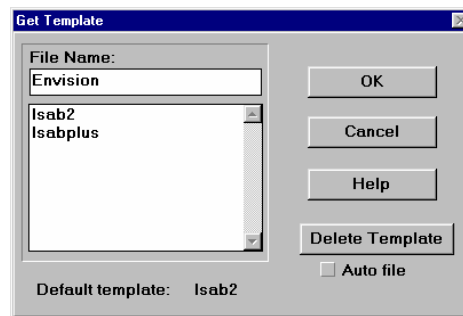 Get Template
File Name:
Envision
Isab2
Isabplus
OK
Cancel
Help
Delete Template
Auto file
Default template: Isab2